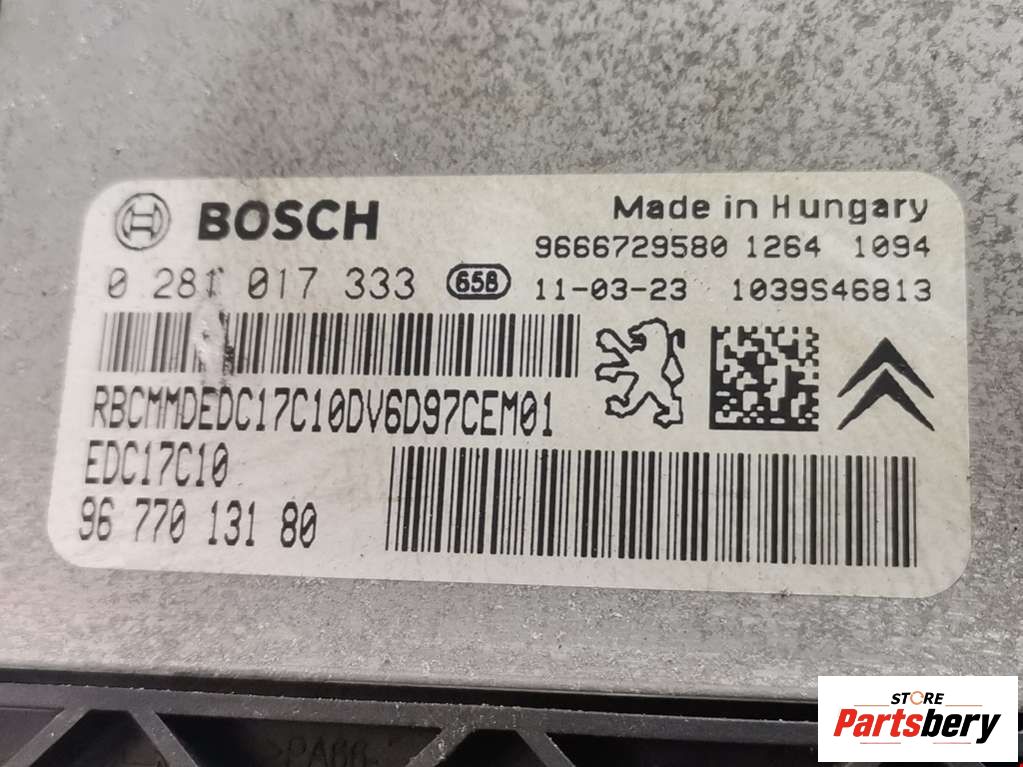 BOSCH
Made in Hungary
9666729580 1264 1094
0 281 017 333 658 11-03-23 1039S46813
RBCMMDEDC17C10DV6D97CEM01
EDC17C10
96 770 131 80
STORE
Partsbery